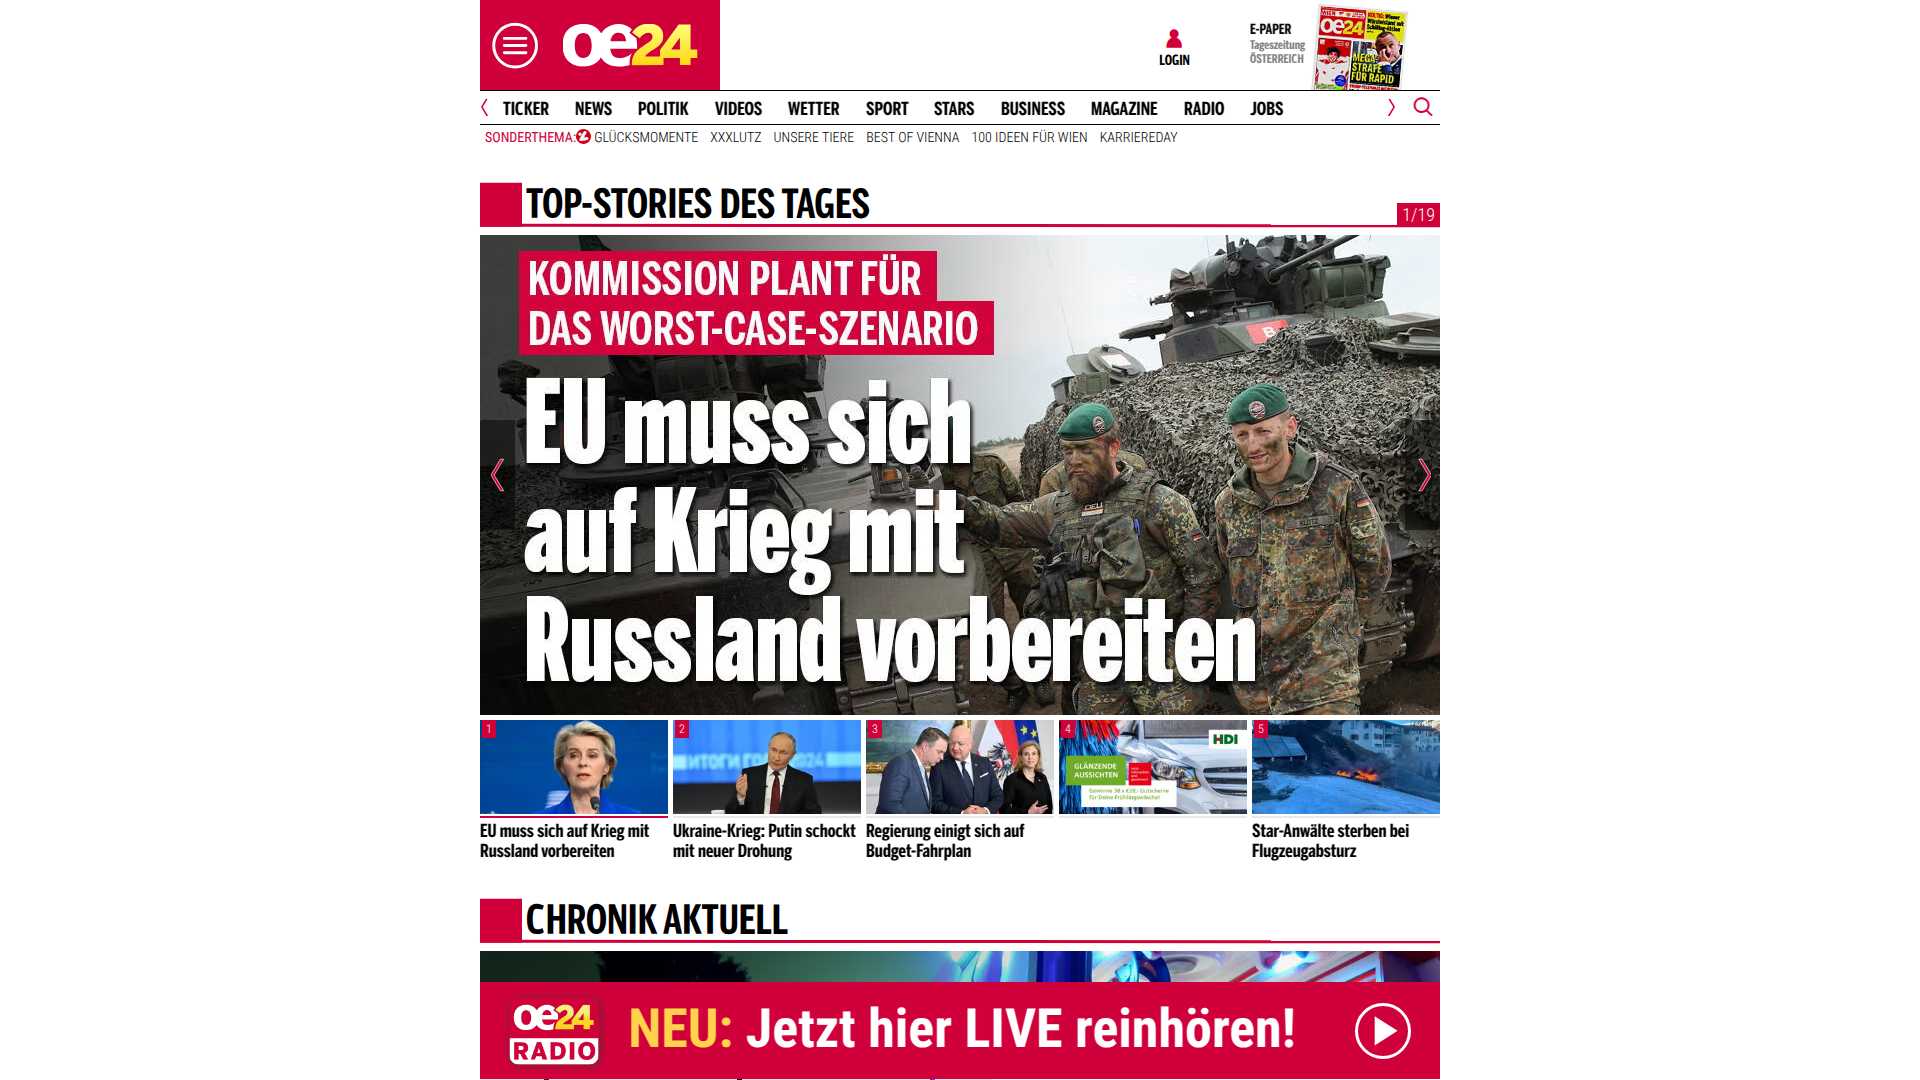 oe24
LOGIN
E-PAPER
Tageszeitung
ÖSTERREICH
oe24
MEGA-
STRAFE
FÜR RAPID
TICKER NEWS POLITIK VIDEOS WETTER SPORT STARS BUSINESS MAGAZINE RADIO JOBS
SONDERTHEMA: GLÜCKSMOMENTE XXXLUTZ UNSERE TIERE BEST OF VIENNA 100 IDEEN FÜR WIEN KARRIEREDAY
TOP-STORIES DES TAGES
1/19
KOMMISSION PLANT FÜR
DAS WORST-CASE-SZENARIO
EU muss sich
auf Krieg mit
Russland vorbereiten
B
1
2
3
4
5
ИТОГИ ГОДА 2024
HDI
GLÄNZENDE
AUSSICHTEN
EU muss sich auf Krieg mit
Russland vorbereiten
Ukraine-Krieg: Putin schockt
mit neuer Drohung
Regierung einigt sich auf
Budget-Fahrplan
Star-Anwälte sterben bei
Flugzeugabsturz
CHRONIK AKTUELL
oe24
RADIO
NEU: Jetzt hier LIVE reinhören!